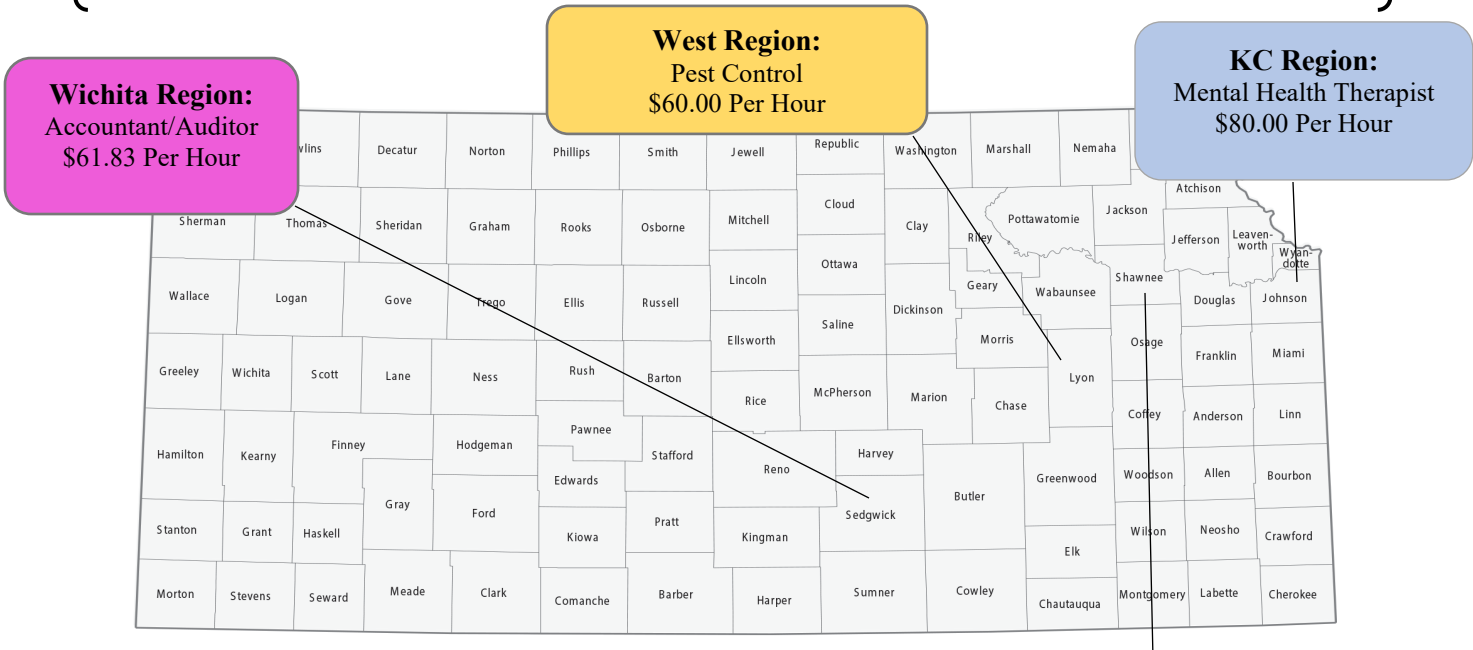 West Region:
Pest Control
$60.00 Per Hour
KC Region:
Mental Health Therapist
$80.00 Per Hour
Wichita Region:
Accountant/Auditor
$61.83 Per Hour
Decatur
Norton
Phillips
Smith
Jewell
Republic
Washington
Marshall
Nemaha
Atchison
Sherman
Thomas
Sheridan
Graham
Rooks
Osborne
Mitchell
Cloud
Clay
Riley
Pottawatomie
Jackson
Jefferson
Leaven-
worth
Wyan-
dotte
Wallace
Logan
Gove
Trego
Ellis
Russell
Lincoln
Ottawa
Dickinson
Geary
Wabaunsee
Shawnee
Douglas
Johnson
Ellsworth
Saline
Morris
Osage
Franklin
Miami
Greeley
Wichita
Scott
Lane
Ness
Rush
Barton
Rice
McPherson
Marion
Chase
Lyon
Coffey
Anderson
Linn
Hamilton
Kearny
Finney
Hodgeman
Pawnee
Stafford
Reno
Harvey
Edwards
Gray
Ford
Kiowa
Pratt
Kingman
Sedgwick
Butler
Greenwood
Woodson
Allen
Bourbon
Stanton
Grant
Haskell
Elk
Wilson
Neosho
Crawford
Morton
Stevens
Seward
Meade
Clark
Comanche
Barber
Harper
Sumner
Cowley
Chautauqua
Montgomery
Labette
Cherokee